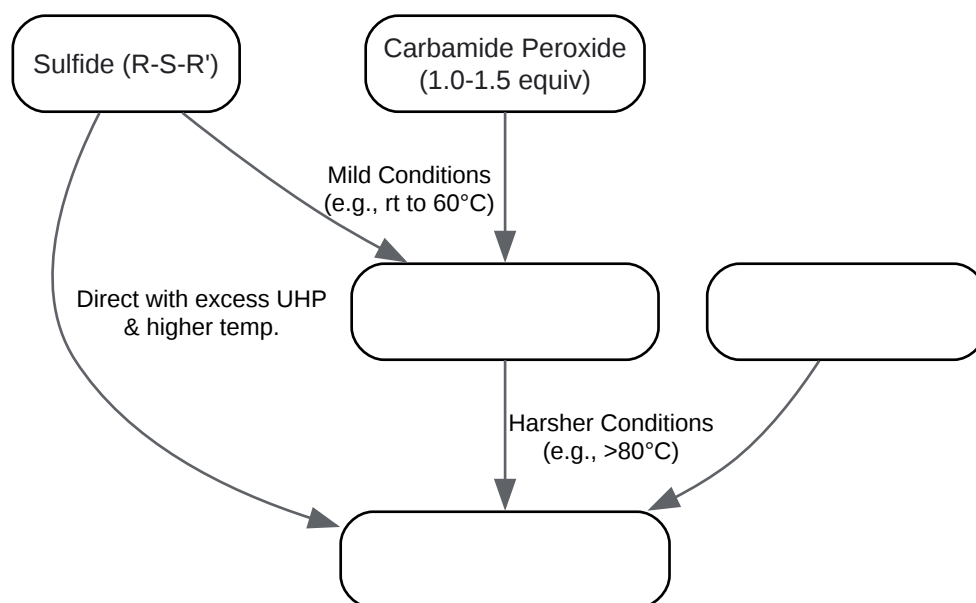 Sulfide (R-S-R')
Carbamide Peroxide
(1.0-1.5 equiv)
Mild Conditions
(e.g., rt to 60°C)
Direct with excess UHP
& higher temp.
Harsher Conditions
(e.g., >80°C)